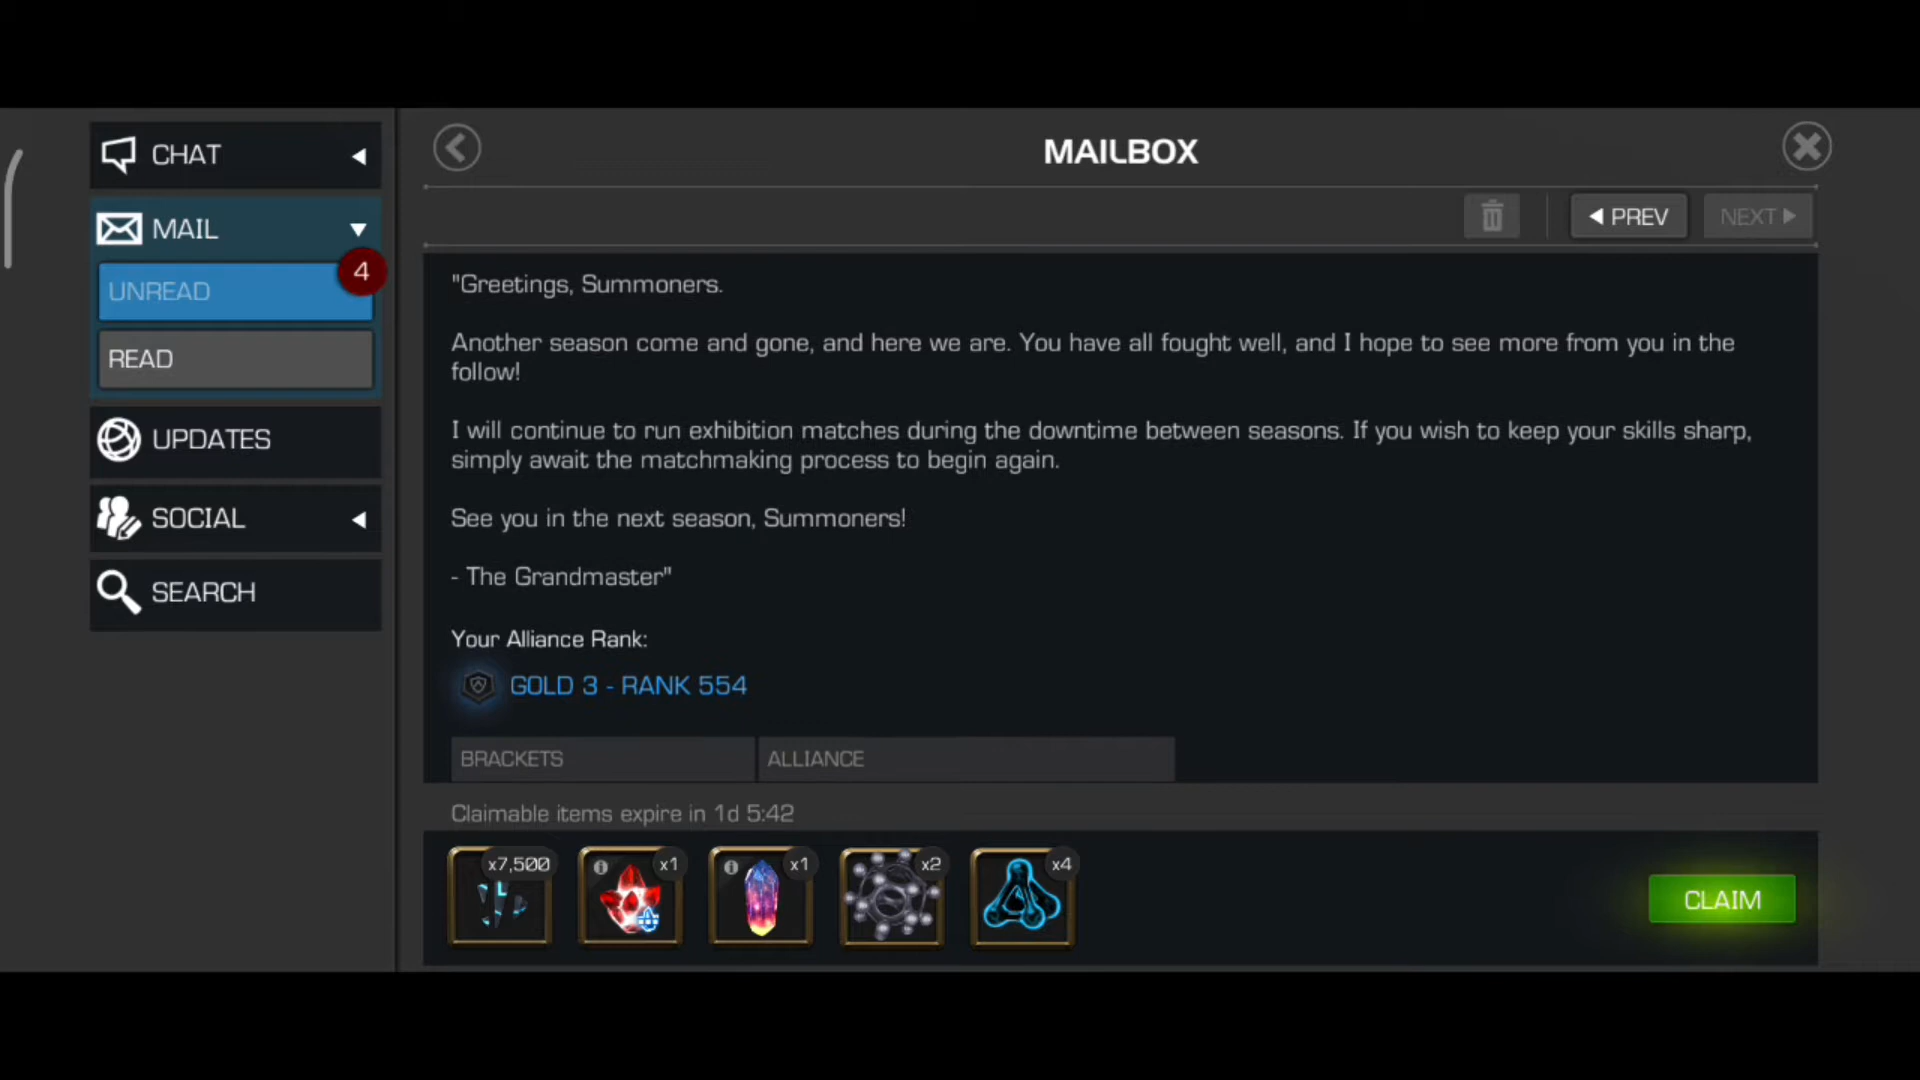 CHAT
MAILBOX
MAIL
PREV
NEXT
4
UNREAD
READ
UPDATES
SOCIAL
SEARCH
"Greetings, Summoners.
Another season come and gone, and here we are. You have all fought well, and I hope to see more from you in the
follow!
I will continue to run exhibition matches during the downtime between seasons. If you wish to keep your skills sharp,
simply await the matchmaking process to begin again.
See you in the next season, Summoners!
- The Grandmaster"
Your Alliance Rank:
GOLD 3 - RANK 554
BRACKETS ALLIANCE
Claimable items expire in 1d 5:42
x7,500 x1 x1 x2 x4
CLAIM